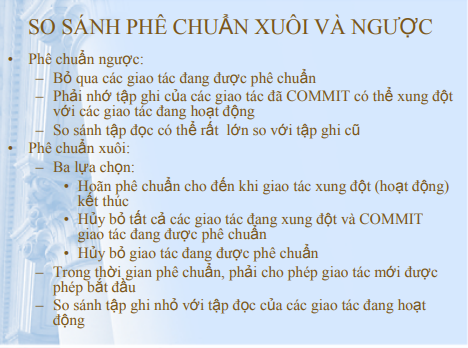 SO SÁNH PHÊ CHUẨN XUÔI VÀ NGƯỢC
• Phê chuẩn ngược:
– Bỏ qua các giao tác đang được phê chuẩn
– Phải nhớ tập ghi của các giao tác đã COMMIT có thể xung đột
với các giao tác đang hoạt động
– So sánh tập đọc có thể rất lớn so với tập ghi cũ
• Phê chuẩn xuôi:
– Ba lựa chọn:
• Hoãn phê chuẩn cho đến khi giao tác xung đột (hoạt động)
kết thúc
• Hủy bỏ tất cả các giao tác đang xung đột và COMMIT
giao tác đang được phê chuẩn
• Hủy bỏ giao tác đang được phê chuẩn
– Trong thời gian phê chuẩn, phải cho phép giao tác mới được
phép bắt đầu
– So sánh tập ghi nhỏ với tập đọc của các giao tác đang hoạt
động